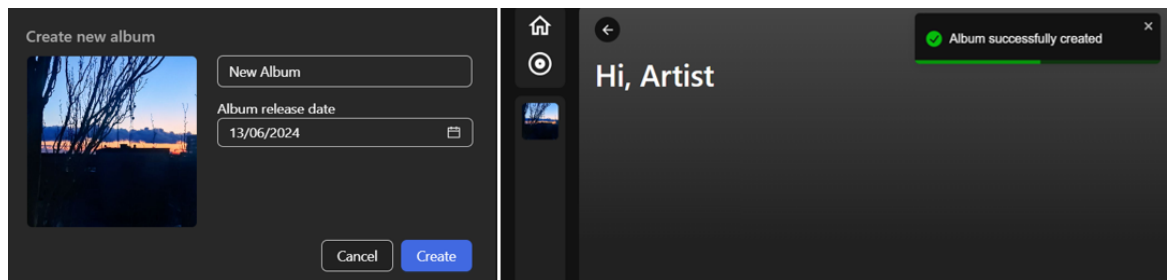 Create new album
New Album
Album release date
13/06/2024
Cancel
Create
Album successfully created
Hi, Artist